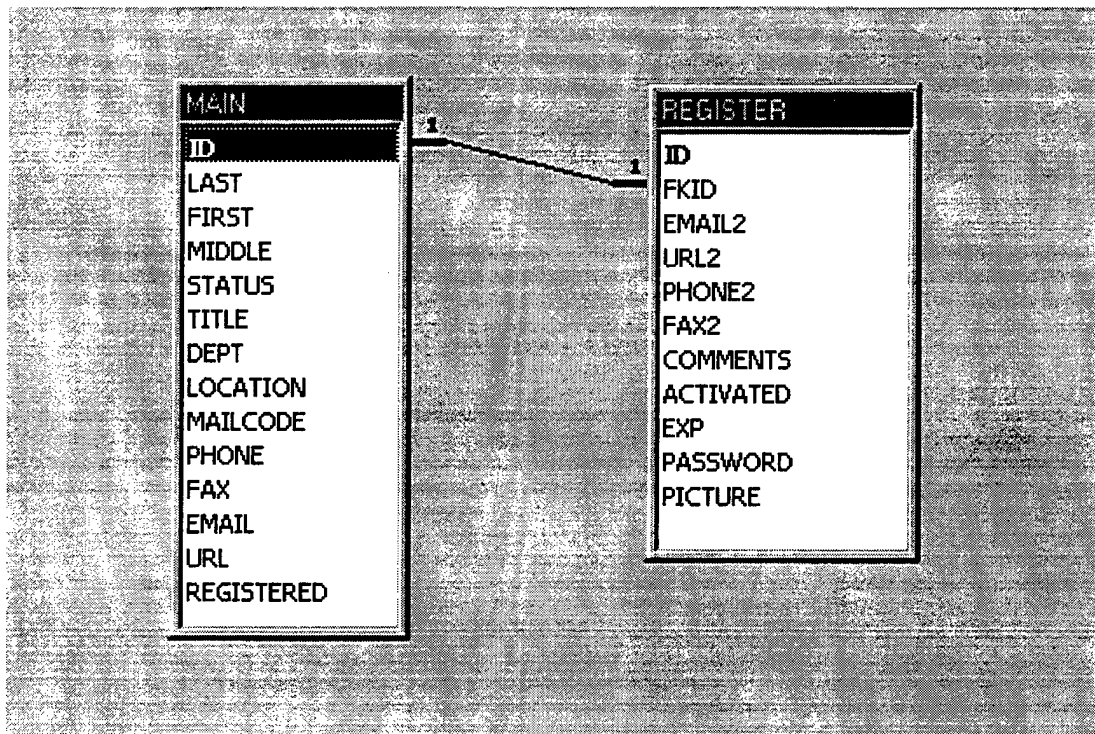 MAIN
ID
LAST
FIRST
MIDDLE
STATUS
TITLE
DEPT
LOCATION
MAILCODE
PHONE
FAX
EMAIL
URL
REGISTERED
1
1
REGISTER
ID
FKID
EMAIL2
URL2
PHONE2
FAX2
COMMENTS
ACTIVATED
EXP
PASSWORD
PICTURE